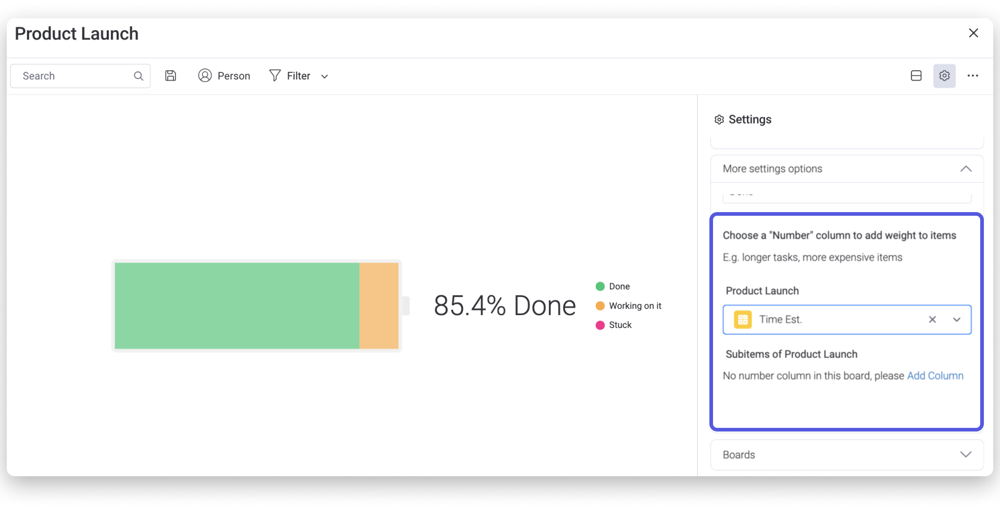 Product Launch
Search
Person
Filter
Settings
More settings options
Choose a "Number" column to add weight to items
E.g. longer tasks, more expensive items
Product Launch
Time Est.
Subitems of Product Launch
No number column in this board, please Add Column
Boards
85.4% Done
Done
Working on it
Stuck